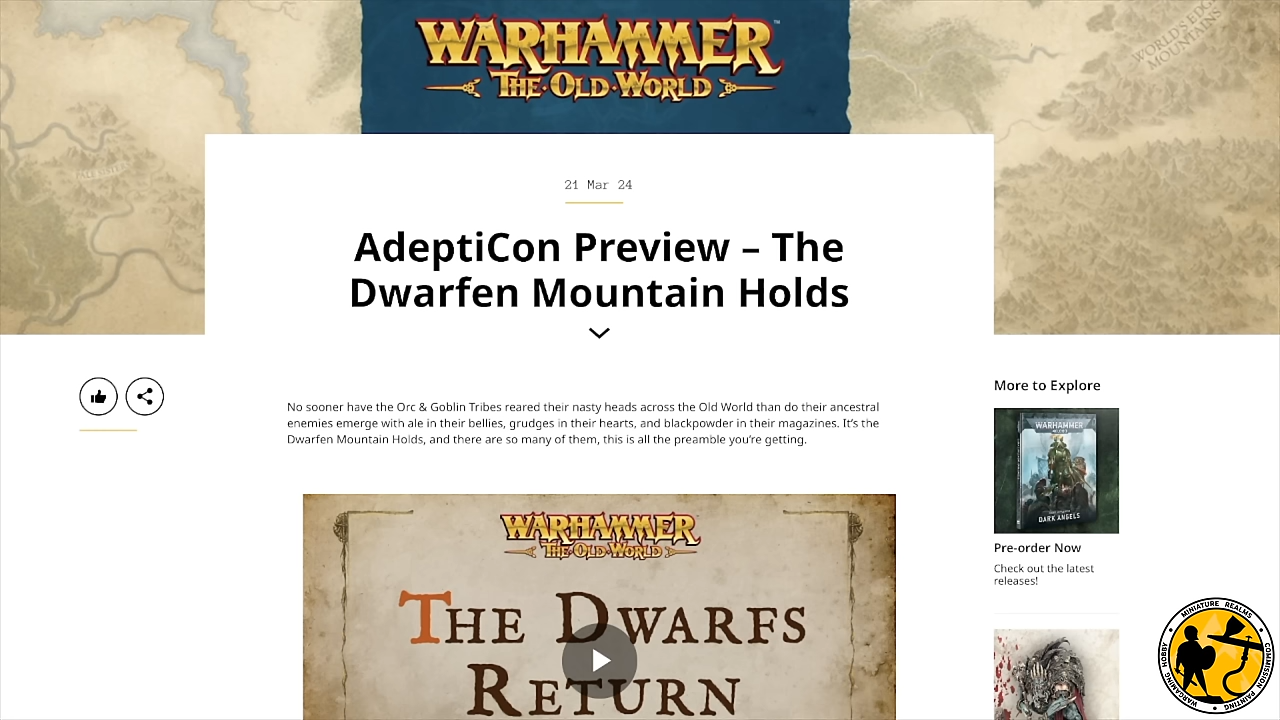 WARHAMMER™
THE·OLD·WORLD
WORLD'S EDGE
MOUNTAINS
21 Mar 24
AdeptiCon Preview – The
Dwarfen Mountain Holds
No sooner have the Orc & Goblin Tribes reared their nasty heads across the Old World than do their ancestral
enemies emerge with ale in their bellies, grudges in their hearts, and blackpowder in their magazines. It’s the
Dwarfen Mountain Holds, and there are so many of them, this is all the preamble you’re getting.
More to Explore
WARHAMMER
DARK ANGELS
Pre-order Now
Check out the latest
releases!
WARHAMMER
THE·OLD·WORLD
THE DWARFS
RETURN
MINIATURE REALMS
COMMISSION PAINTING
WARGAMING HOBBY